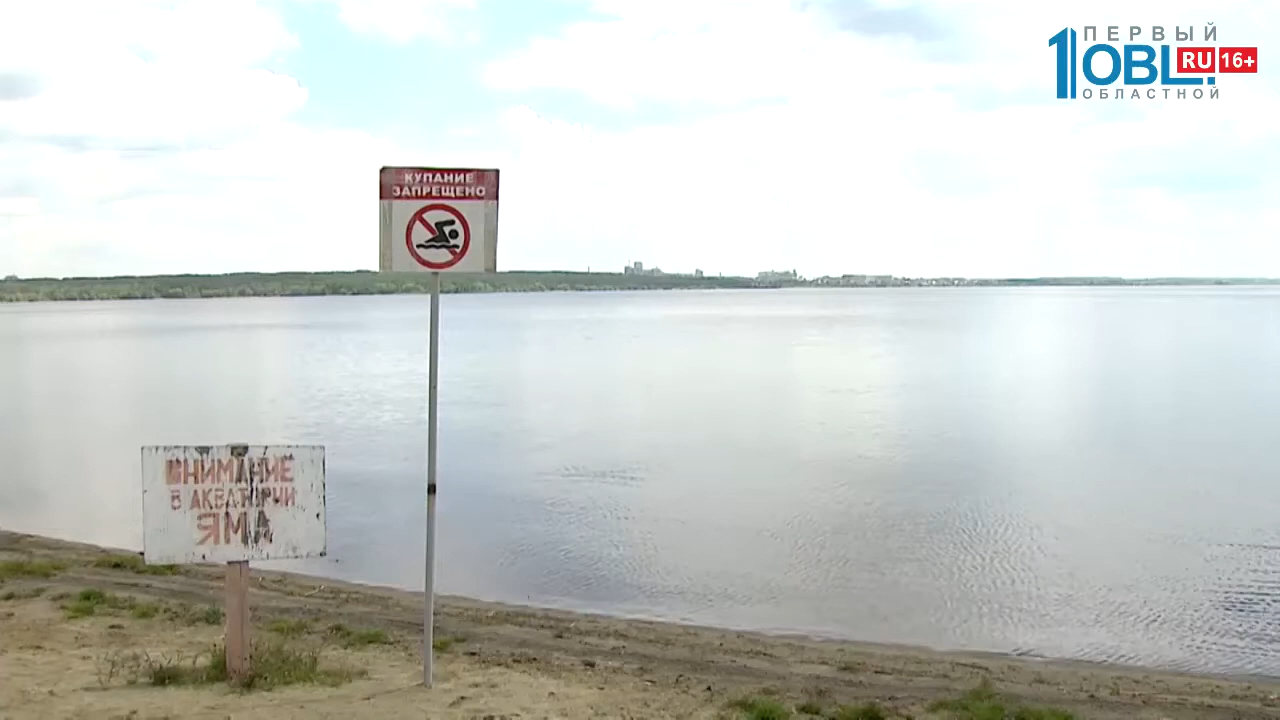 ПЕРВЫЙ
1OBL.RU 16+
ОБЛАСТНОЙ
КУПАНИЕ
ЗАПРЕЩЕНО
ВНИМАНИЕ
В АКВАТОРИИ
ЯМА